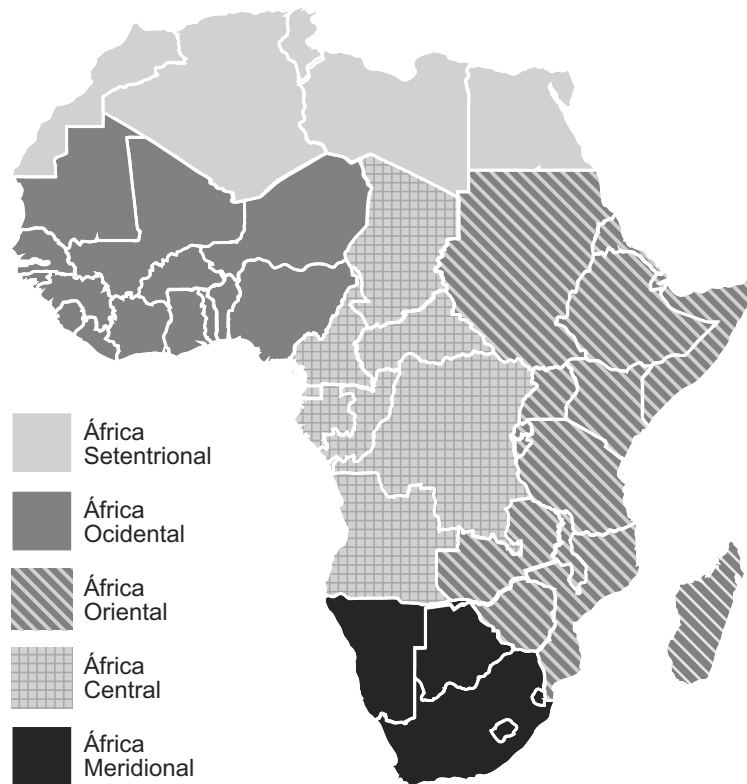 África
Setentrional
África
Ocidental
África
Oriental
África
Central
África
Meridional